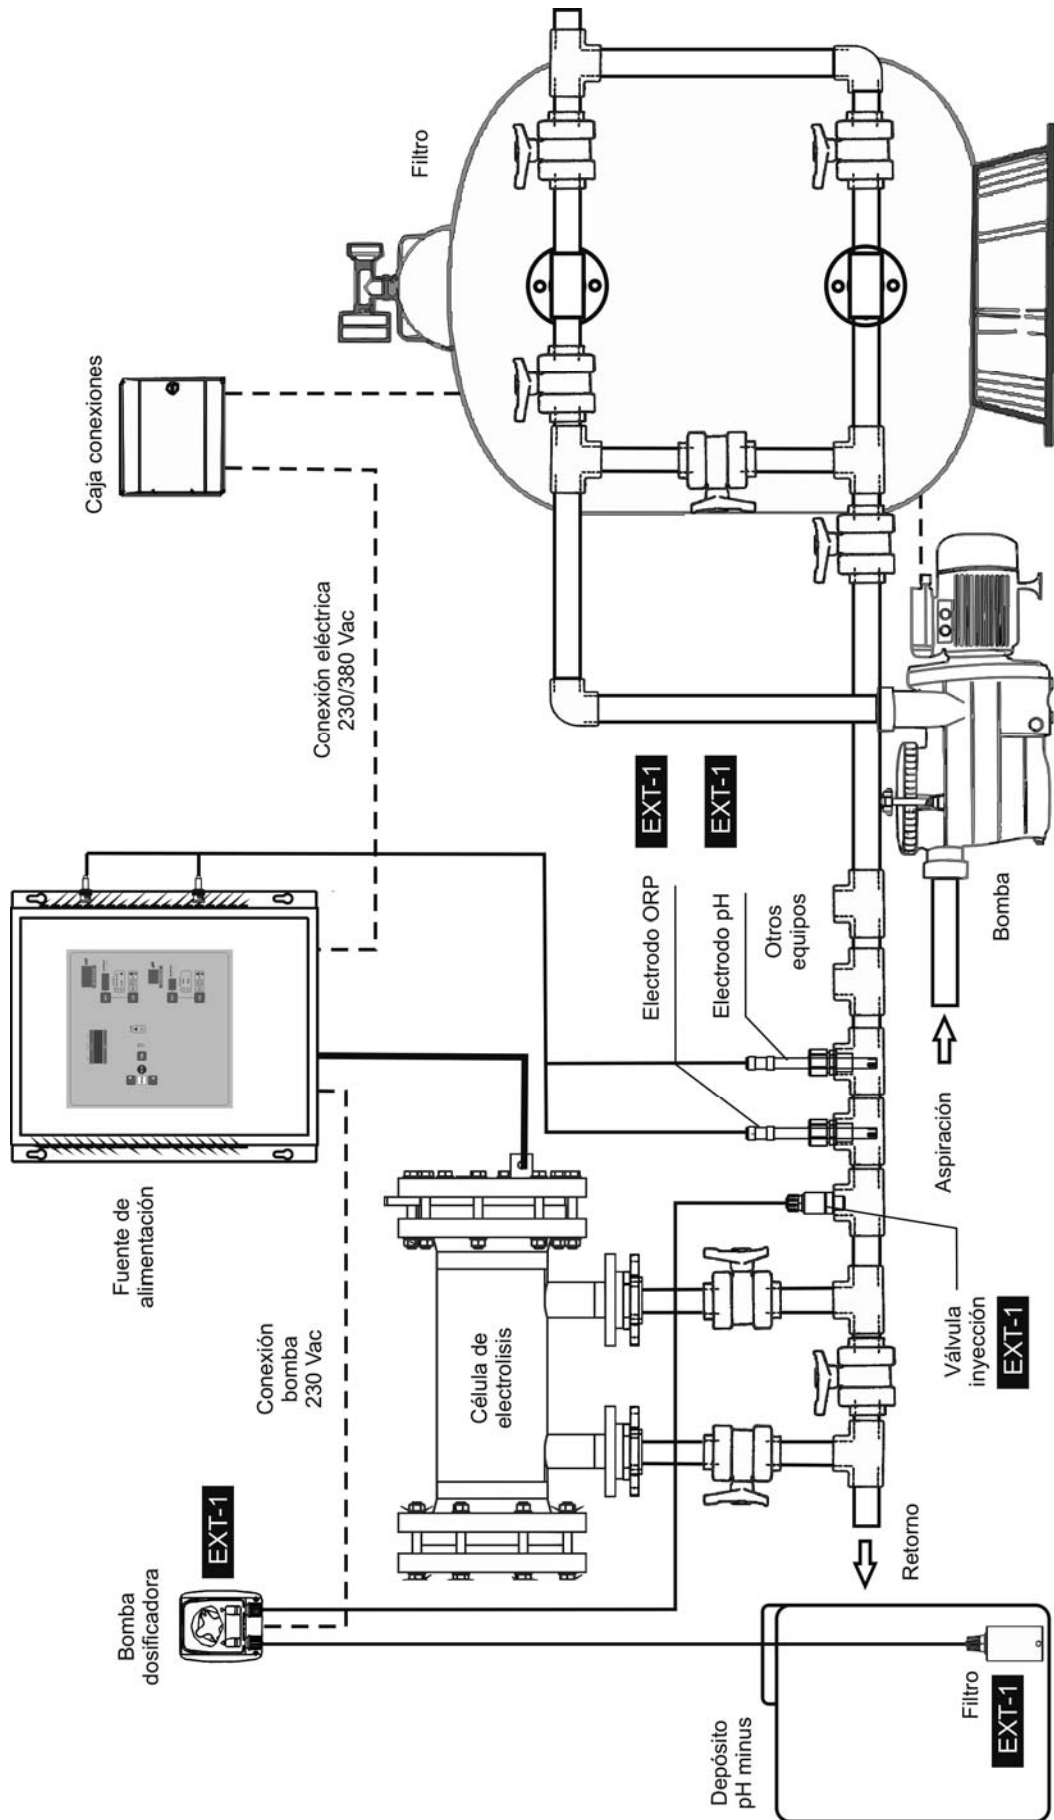 Bomba
dosificadora
EXT-1
Depósito
pH minus
Filtro
EXT-1
Conexión
bomba
230 Vac
Fuente de
alimentación
Célula de
electrolisis
Retorno
Válvula
inyección
EXT-1
Aspiración
Electrodo ORP
EXT-1
Electrodo pH
EXT-1
Otros
equipos
Bomba
Conexión eléctrica
230/380 Vac
Caja conexiones
Filtro